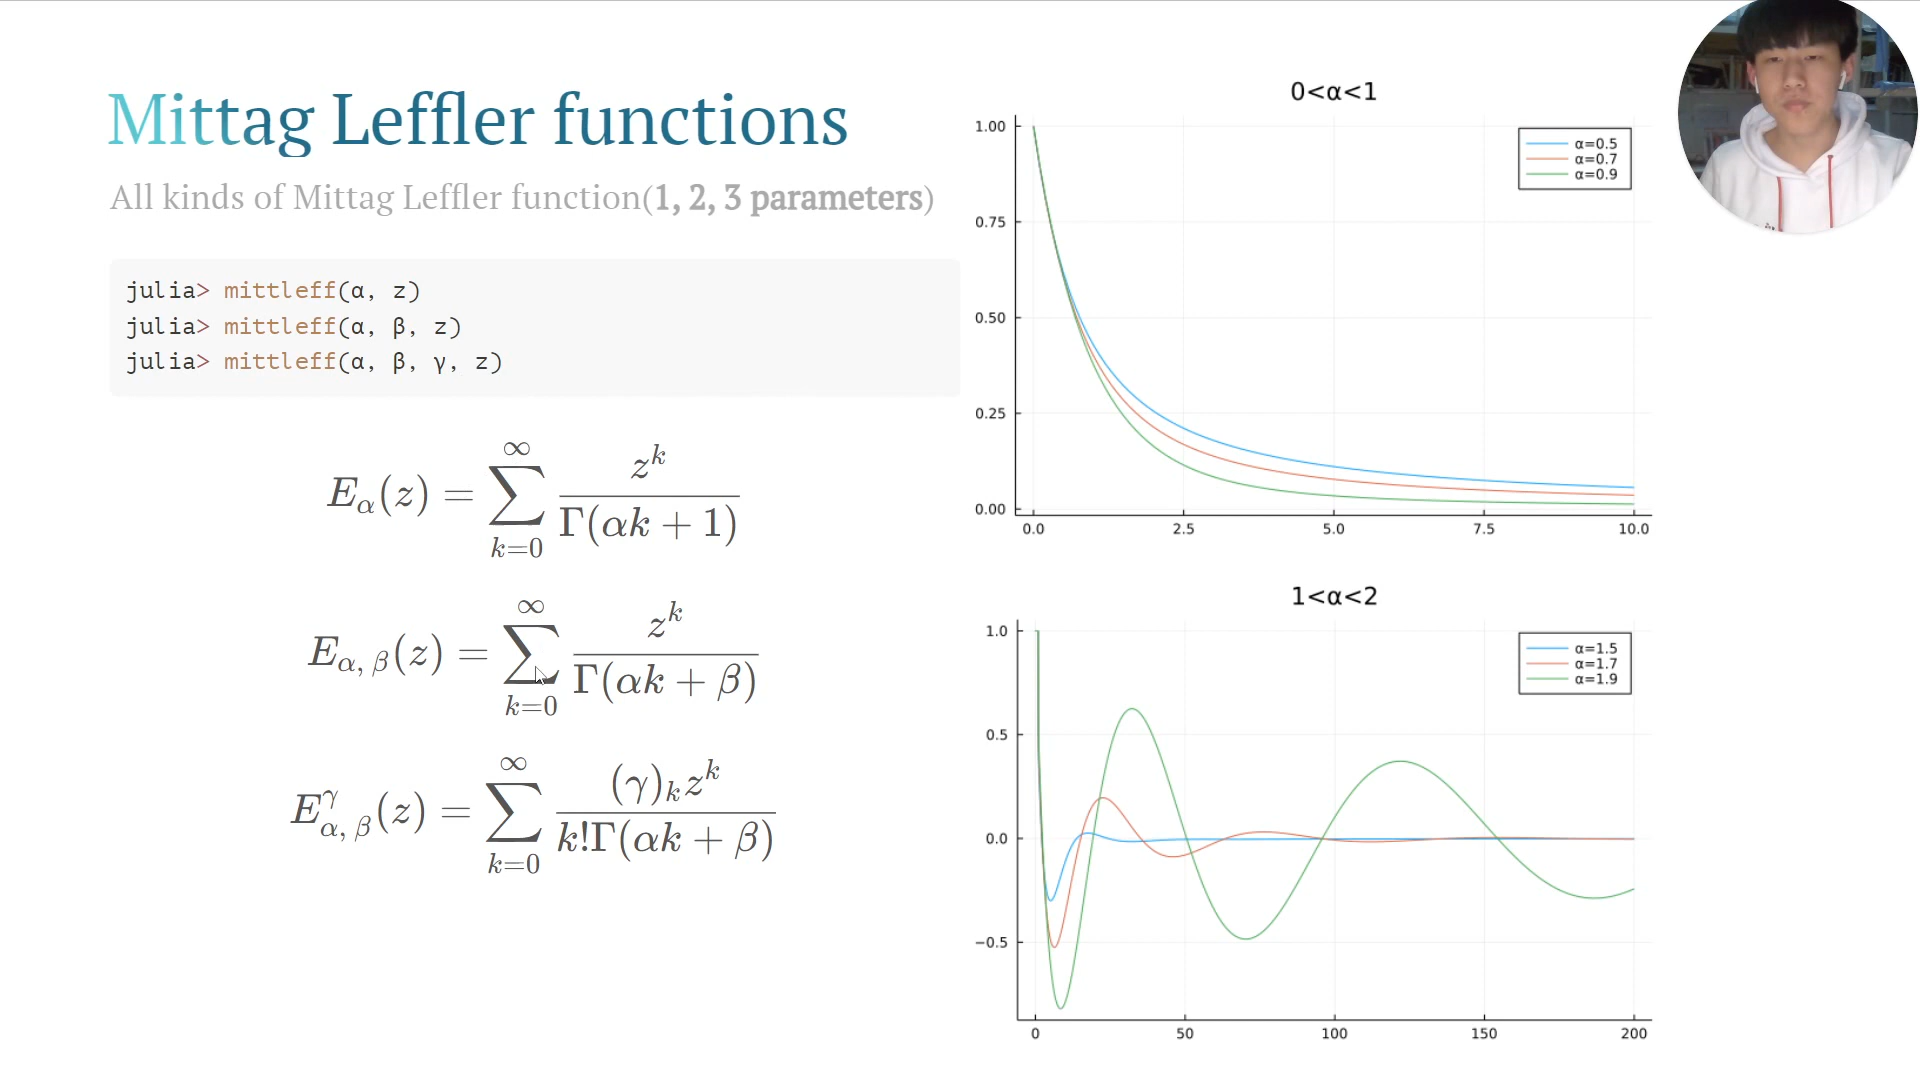 Mittag Leffler functions
All kinds of Mittag Leffler function(1, 2, 3 parameters)
julia> mittleff(α, z)
julia> mittleff(α, β, z)
julia> mittleff(α, β, γ, z)
E_α(z) = ∑_{k=0}^{∞} z^k / Γ(αk + 1)
E_{α, β}(z) = ∑_{k=0}^{∞} z^k / Γ(αk + β)
E^γ_{α, β}(z) = ∑_{k=0}^{∞} (γ)_k z^k / k!Γ(αk + β)
0<α<1
α=0.5
α=0.7
α=0.9
1.00
0.75
0.50
0.25
0.00
0.0 2.5 5.0 7.5 10.0
1<α<2
α=1.5
α=1.7
α=1.9
1.0
0.5
0.0
−0.5
0 50 100 150 200